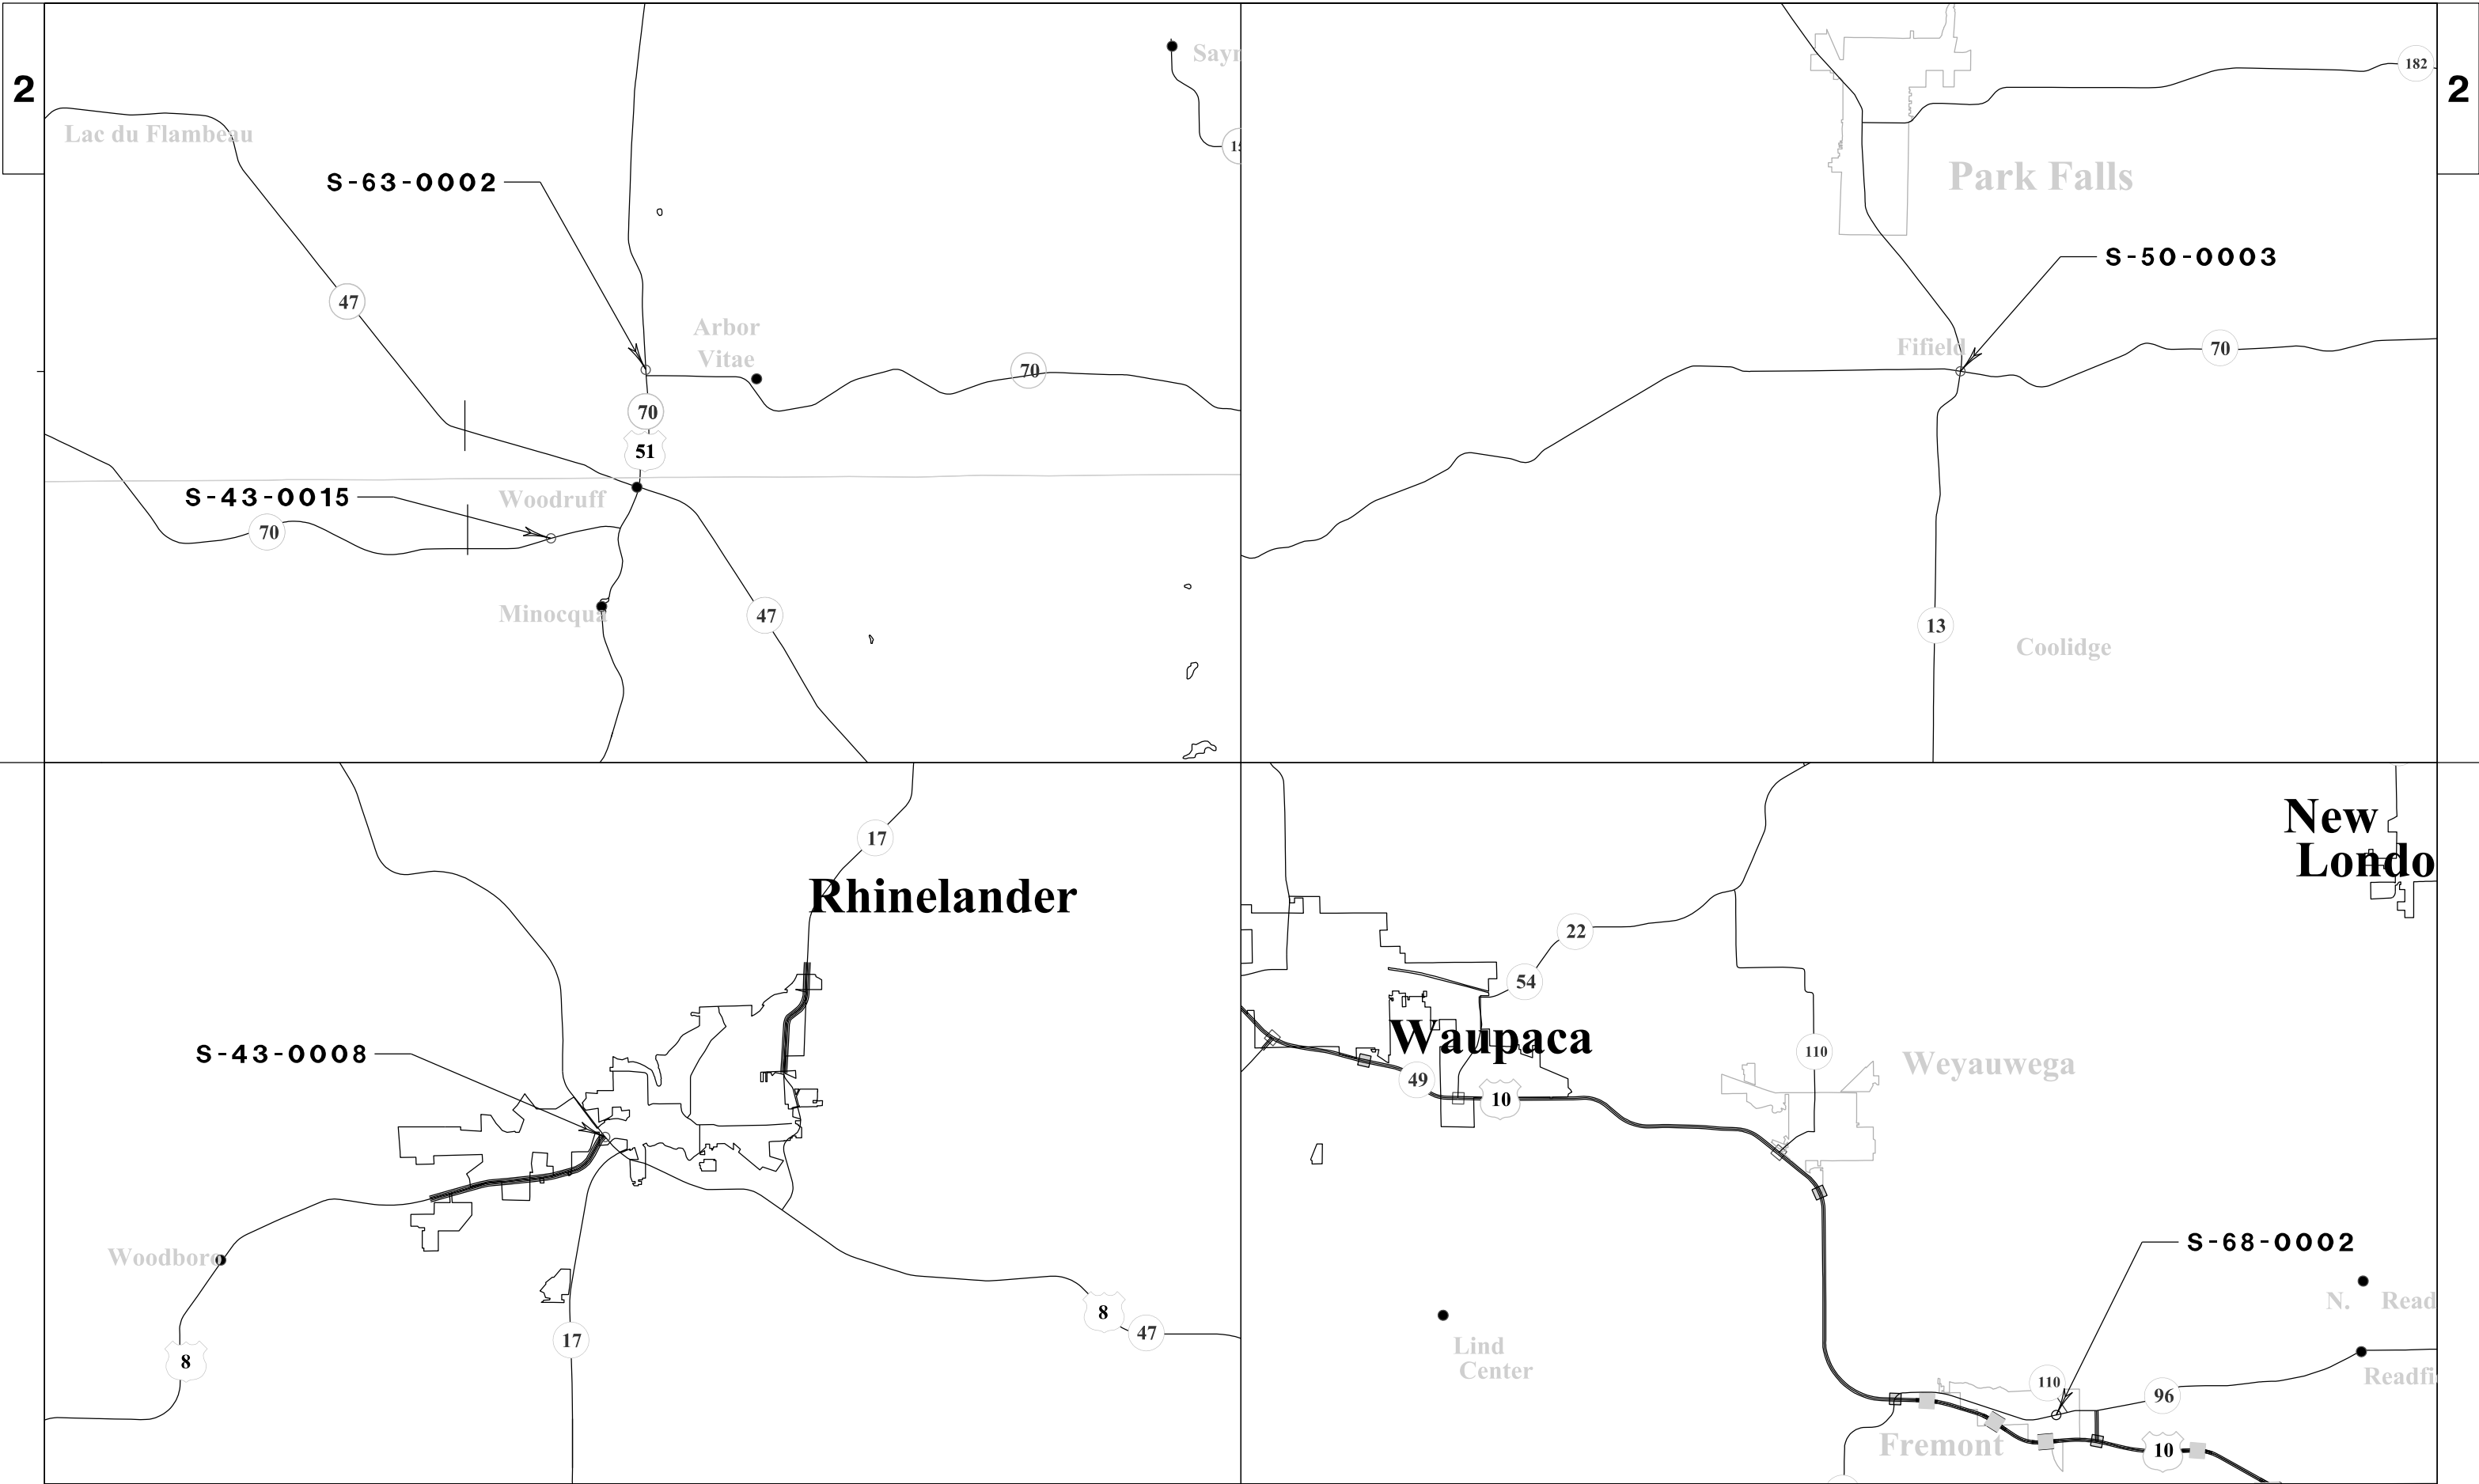 2
Lac du Flambeau
S-63-0002
47
Arbor
Vitae
70
70
51
S-43-0015
Woodruff
70
Minocqua
47
182
Park Falls
S-50-0003
Fifield
70
13
Coolidge
2
17
Rhinelander
S-43-0008
Woodboro
8
17
8
47
New
Londo
22
54
Waupaca
49
10
110
Weyauwega
S-68-0002
N. Read
Lind
Center
110
96
Readfi
Fremont
10